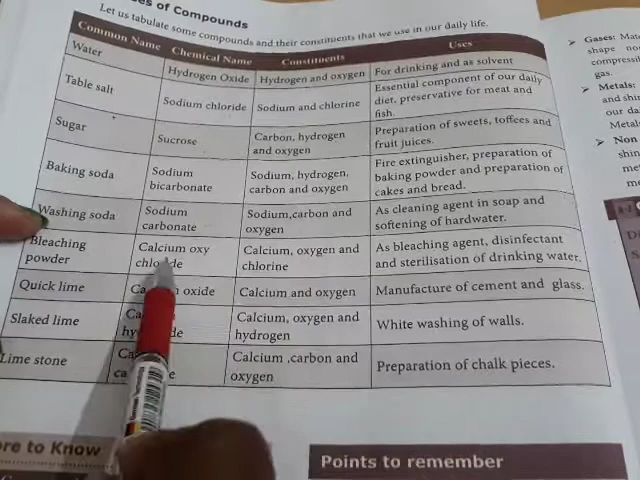 es of Compounds
Let us tabulate some compounds and their constituents that we use in our daily life.
Common Name Chemical Name Constituents Uses
Water Hydrogen Oxide Hydrogen and oxygen For drinking and as solvent
Table salt Sodium chloride Sodium and chlorine Essential component of our daily
diet, preservative for meat and
fish.
Sugar Sucrose Carbon, hydrogen
and oxygen Preparation of sweets, toffees and
fruit juices.
Baking soda Sodium
bicarbonate Sodium, hydrogen,
carbon and oxygen Fire extinguisher, preparation of
baking powder and preparation of
cakes and bread.
Washing soda Sodium
carbonate Sodium,carbon and
oxygen As cleaning agent in soap and
softening of hardwater.
Bleaching
powder Calcium oxy
chloride Calcium, oxygen and
chlorine As bleaching agent, disinfectant
and sterilisation of drinking water.
Quick lime oxide Calcium and oxygen Manufacture of cement and glass.
Slaked lime Calcium, oxygen and
hydrogen White washing of walls.
Lime stone Calcium ,carbon and
oxygen Preparation of chalk pieces.
ore to Know
Points to remember
Gases:
shape
gas.
Metals:
and
our
Non